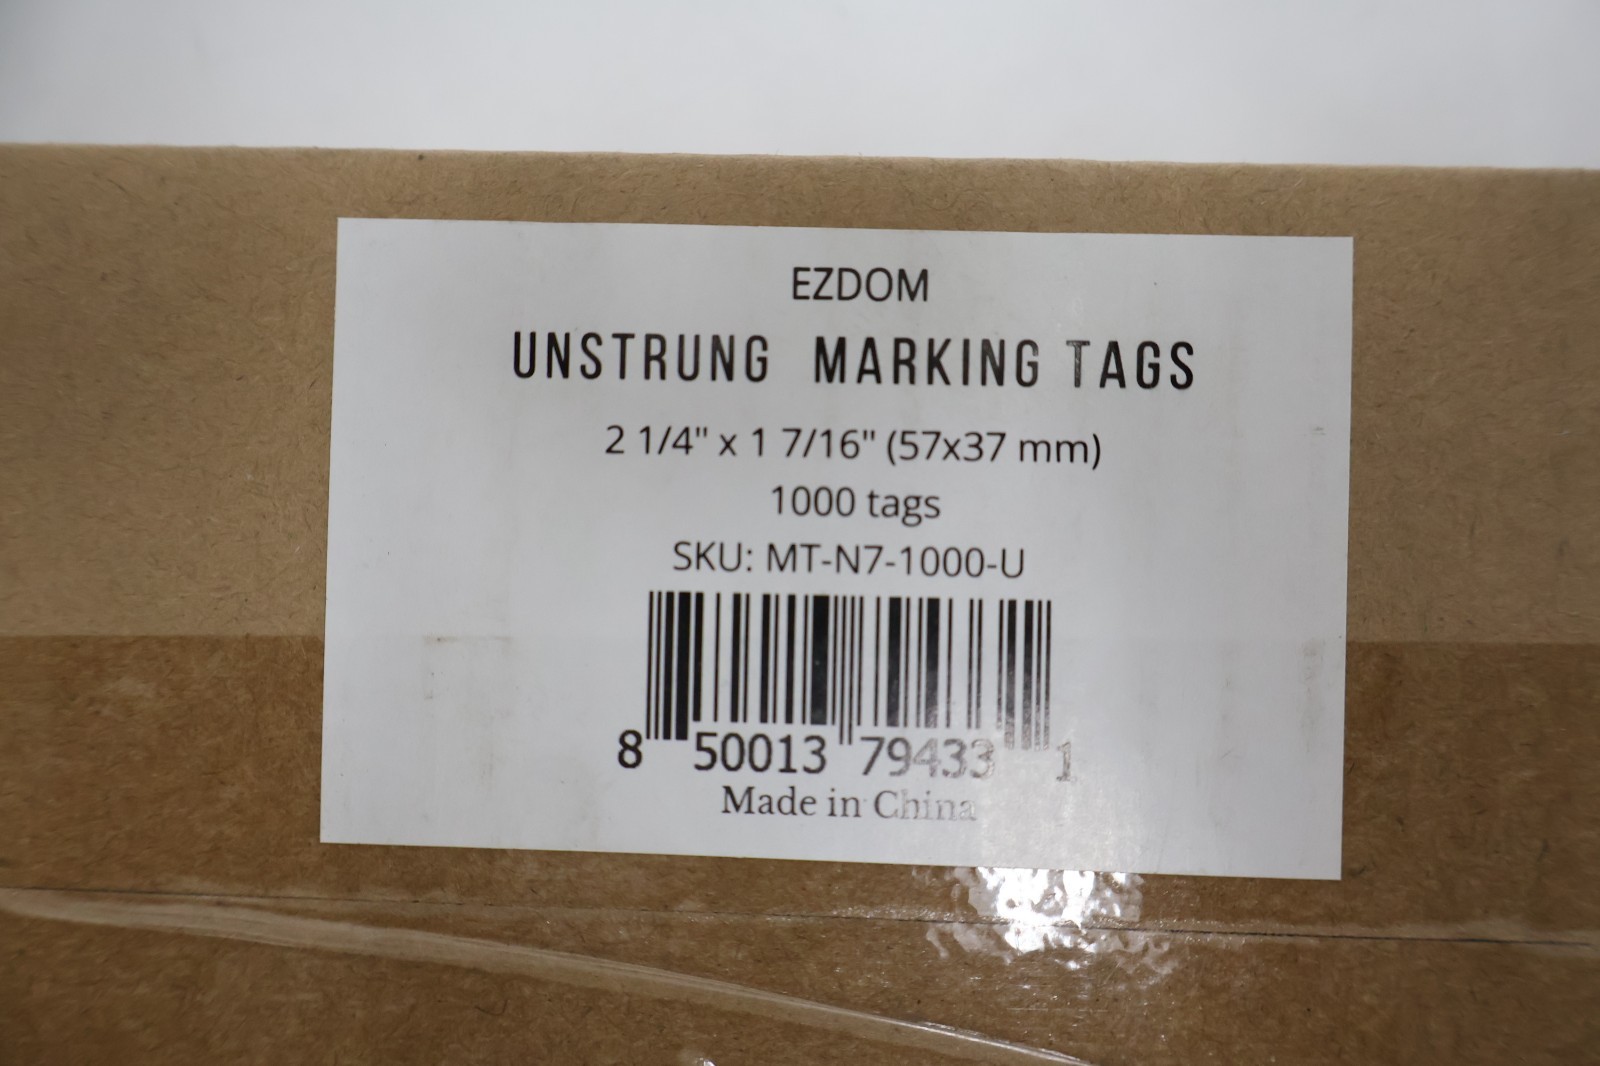 EZDOM
UNSTRUNG MARKING TAGS
2 1/4" x 1 7/16" (57x37 mm)
1000 tags
SKU: MT-N7-1000-U
8 50013 79433 1
Made in China